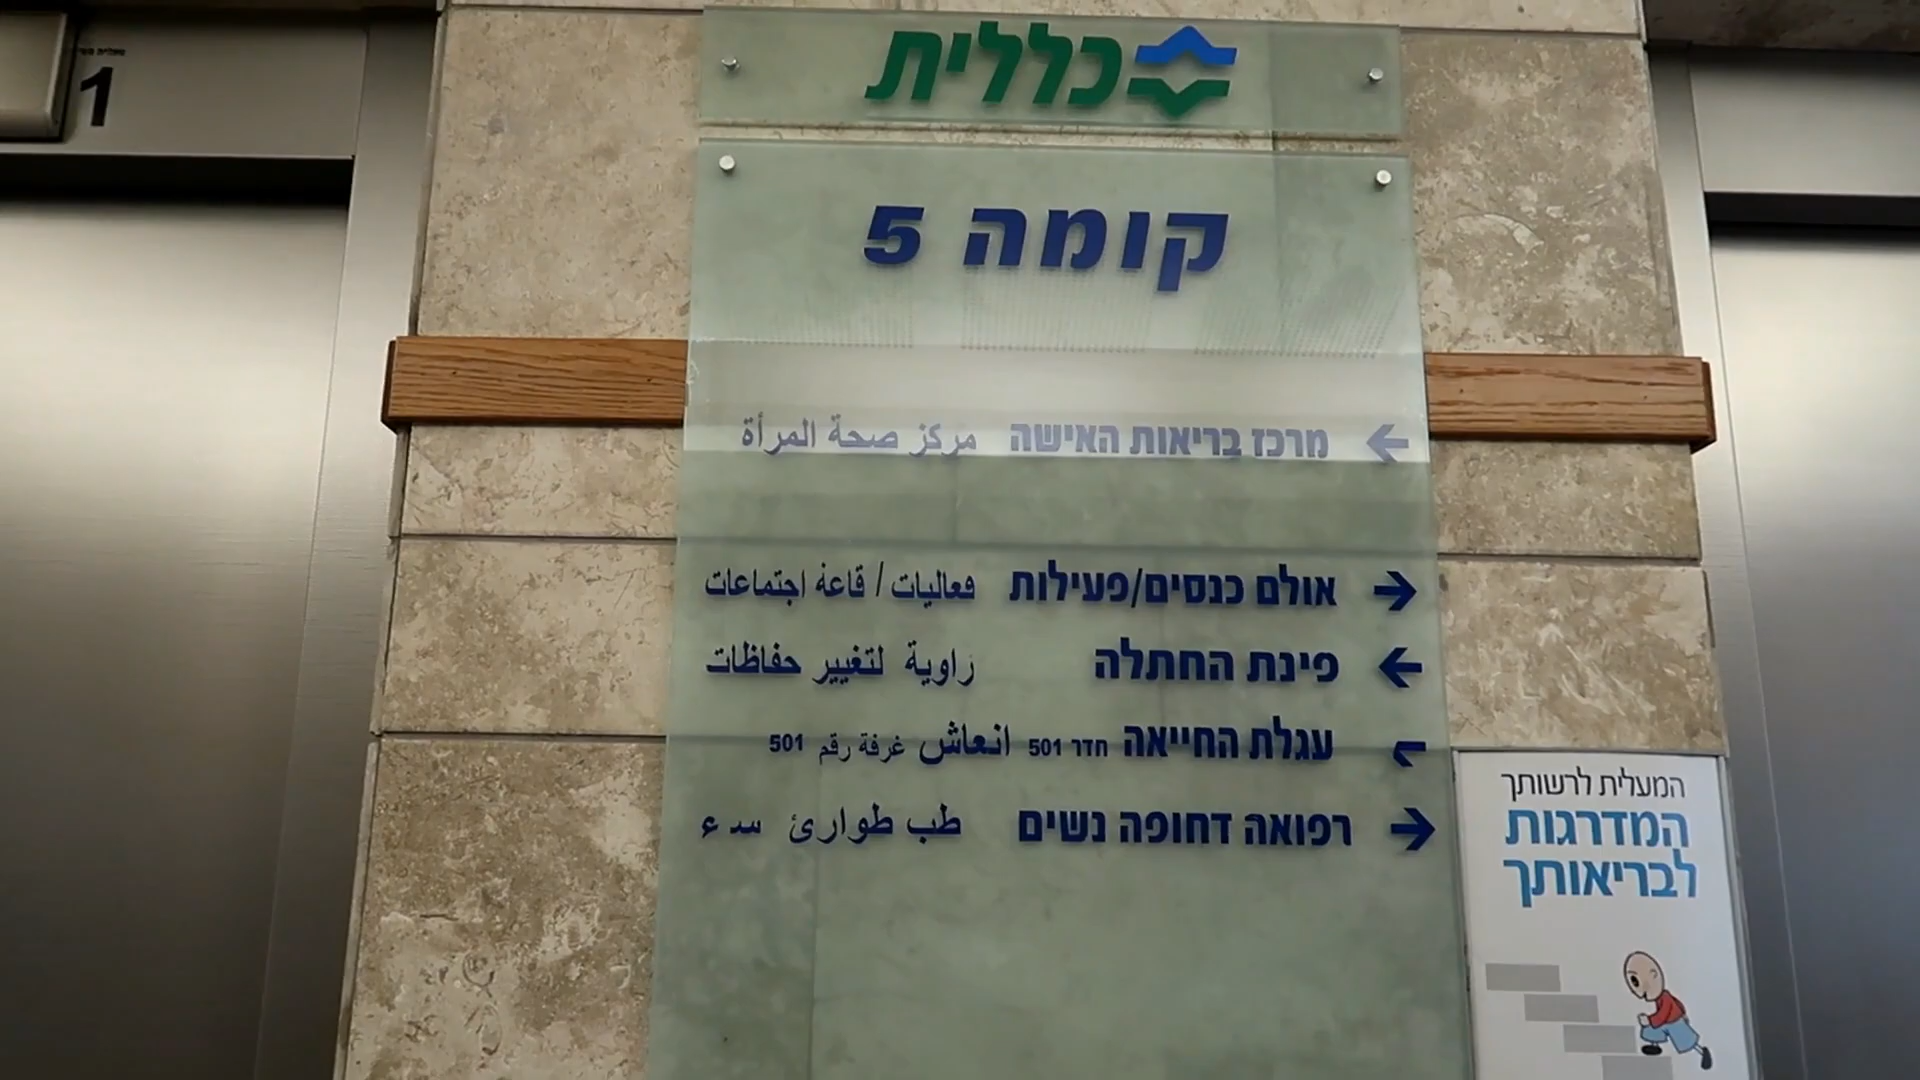 1
כללית
קומה 5
מרכז בריאות האישה مركز صحة المرأة
אולם כנסים/פעילות فعاليات / قاعة اجتماعات
פינת החתלה زاوية لتغيير حفاظات
עגלת החייאה חדר 501 انعاش غرفة رقم 501
רפואה דחופה נשים طب طوارئ
המעלית לרשותך
המדרגות
לבריאותך